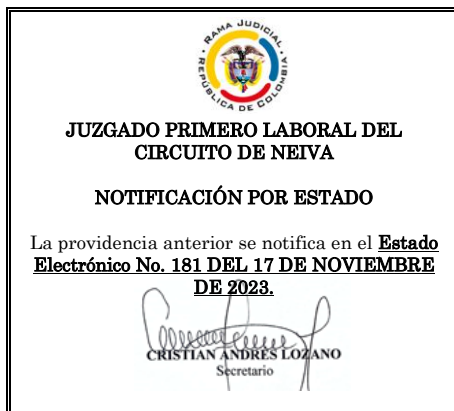 RAMA JUDICIAL
REPÚBLICA DE COLOMBIA
JUZGADO PRIMERO LABORAL DEL
CIRCUITO DE NEIVA
NOTIFICACIÓN POR ESTADO
La providencia anterior se notifica en el Estado
Electrónico No. 181 DEL 17 DE NOVIEMBRE
DE 2023.
CRISTIAN ANDRES LOZANO
Secretario